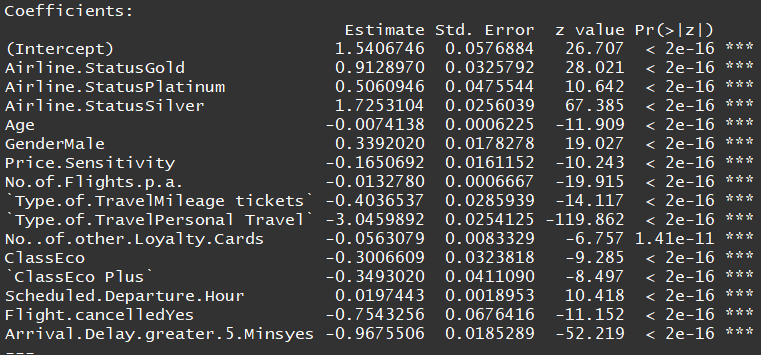 Coefficients:
Estimate Std. Error z value Pr(>|z|)
(Intercept) 1.5406746 0.0576884 26.707 < 2e-16 ***
Airline.StatusGold 0.9128970 0.0325792 28.021 < 2e-16 ***
Airline.StatusPlatinum 0.5060946 0.0475544 10.642 < 2e-16 ***
Airline.StatusSilver 1.7253104 0.0256039 67.385 < 2e-16 ***
Age -0.0074138 0.0006225 -11.909 < 2e-16 ***
GenderMale 0.3392020 0.0178278 19.027 < 2e-16 ***
Price.Sensitivity -0.1650692 0.0161152 -10.243 < 2e-16 ***
No.of.Flights.p.a. -0.0132780 0.0006667 -19.915 < 2e-16 ***
`Type.of.TravelMileage tickets` -0.4036537 0.0285939 -14.117 < 2e-16 ***
`Type.of.TravelPersonal Travel` -3.0459892 0.0254125 -119.862 < 2e-16 ***
No..of.other.Loyalty.Cards -0.0563079 0.0083329 -6.757 1.41e-11 ***
ClassEco -0.3006609 0.0323818 -9.285 < 2e-16 ***
`ClassEco Plus` -0.3493020 0.0411090 -8.497 < 2e-16 ***
Scheduled.Departure.Hour 0.0197443 0.0018953 10.418 < 2e-16 ***
Flight.cancelledYes -0.7543256 0.0676416 -11.152 < 2e-16 ***
Arrival.Delay.greater.5.Minsyes -0.9675506 0.0185289 -52.219 < 2e-16 ***
---